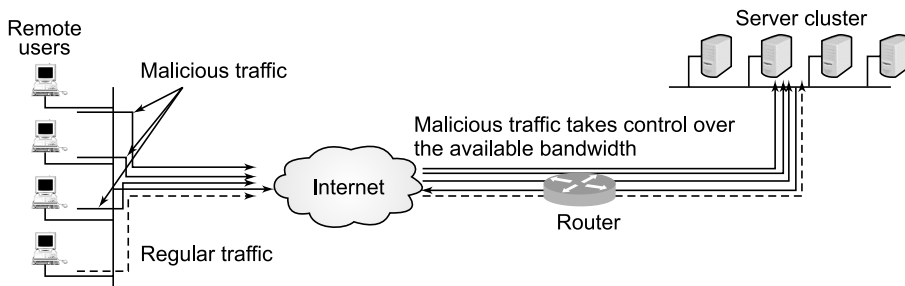 Remote
users
Server cluster
Malicious traffic
Malicious traffic takes control over
the available bandwidth
Internet
Router
Regular traffic